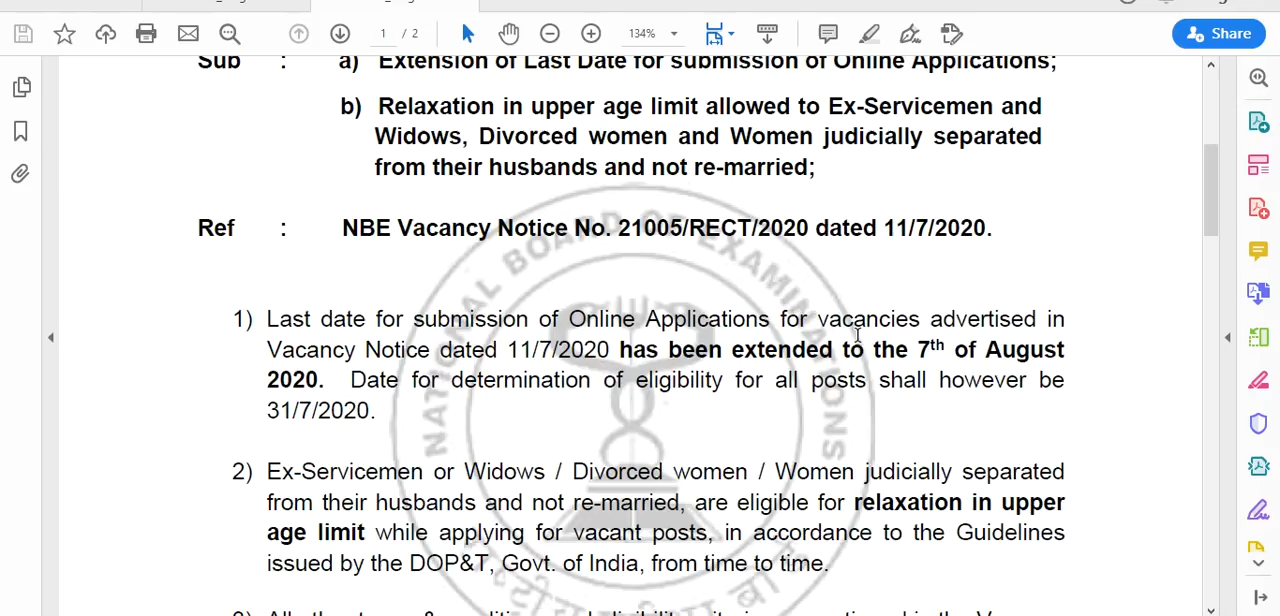 1 / 2
134%
Share
Sub : a) Extension of Last Date for submission of Online Applications;
b) Relaxation in upper age limit allowed to Ex-Servicemen and
Widows, Divorced women and Women judicially separated
from their husbands and not re-married;
Ref : NBE Vacancy Notice No. 21005/RECT/2020 dated 11/7/2020.
NATIONAL BOARD OF EXAMINATIONS
1) Last date for submission of Online Applications for vacancies advertised in
Vacancy Notice dated 11/7/2020 has been extended to the 7th of August
2020. Date for determination of eligibility for all posts shall however be
31/7/2020.
2) Ex-Servicemen or Widows / Divorced women / Women judicially separated
from their husbands and not re-married, are eligible for relaxation in upper
age limit while applying for vacant posts, in accordance to the Guidelines
issued by the DOP&T, Govt. of India, from time to time.